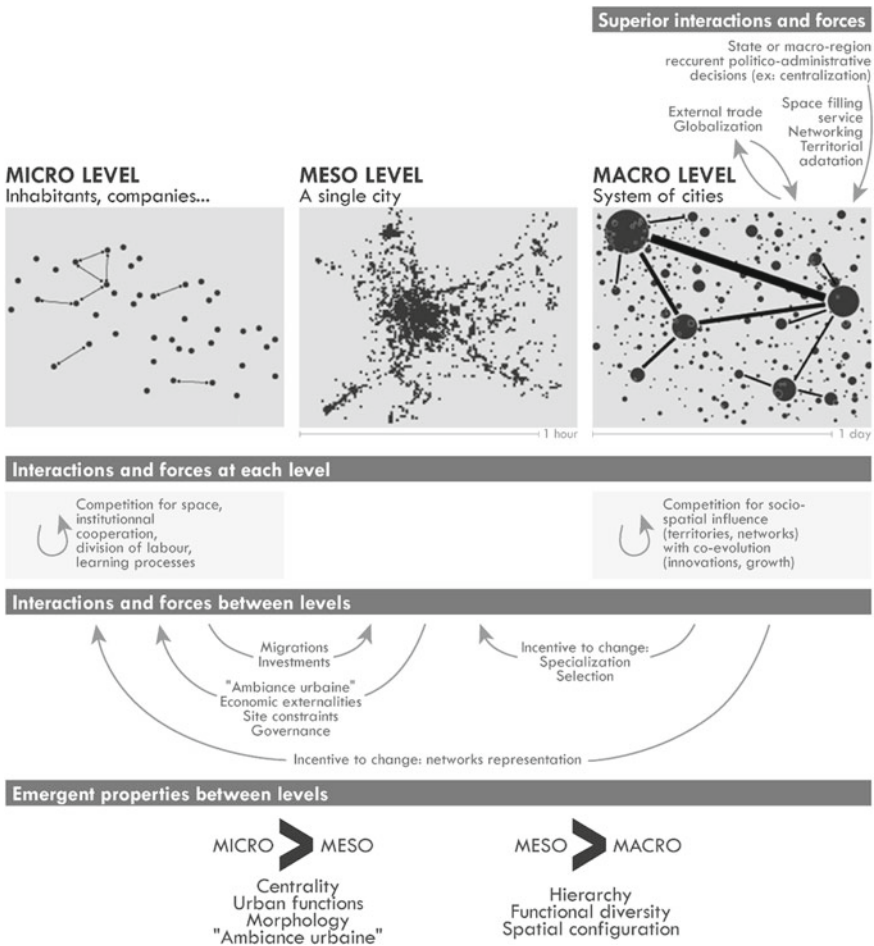 Superior interactions and forces
State or macro-region
reccurent politico-administrative
decisions (ex: centralization)
External trade
Globalization
Space filling
service
Networking
Territorial
adatation
MICRO LEVEL
Inhabitants, companies...
MESO LEVEL
A single city
MACRO LEVEL
System of cities
1 hour
1 day
Interactions and forces at each level
Competition for space,
institutionnal
cooperation,
division of labour,
learning processes
Competition for socio-
spatial influence
(territories, networks)
with co-evolution
(innovations, growth)
Interactions and forces between levels
Migrations
Investments
Incentive to change:
Specialization
Selection
"Ambiance urbaine"
Economic externalities
Site constraints
Governance
Incentive to change: networks representation
Emergent properties between levels
MICRO > MESO
Centrality
Urban functions
Morphology
"Ambiance urbaine"
MESO > MACRO
Hierarchy
Functional diversity
Spatial configuration